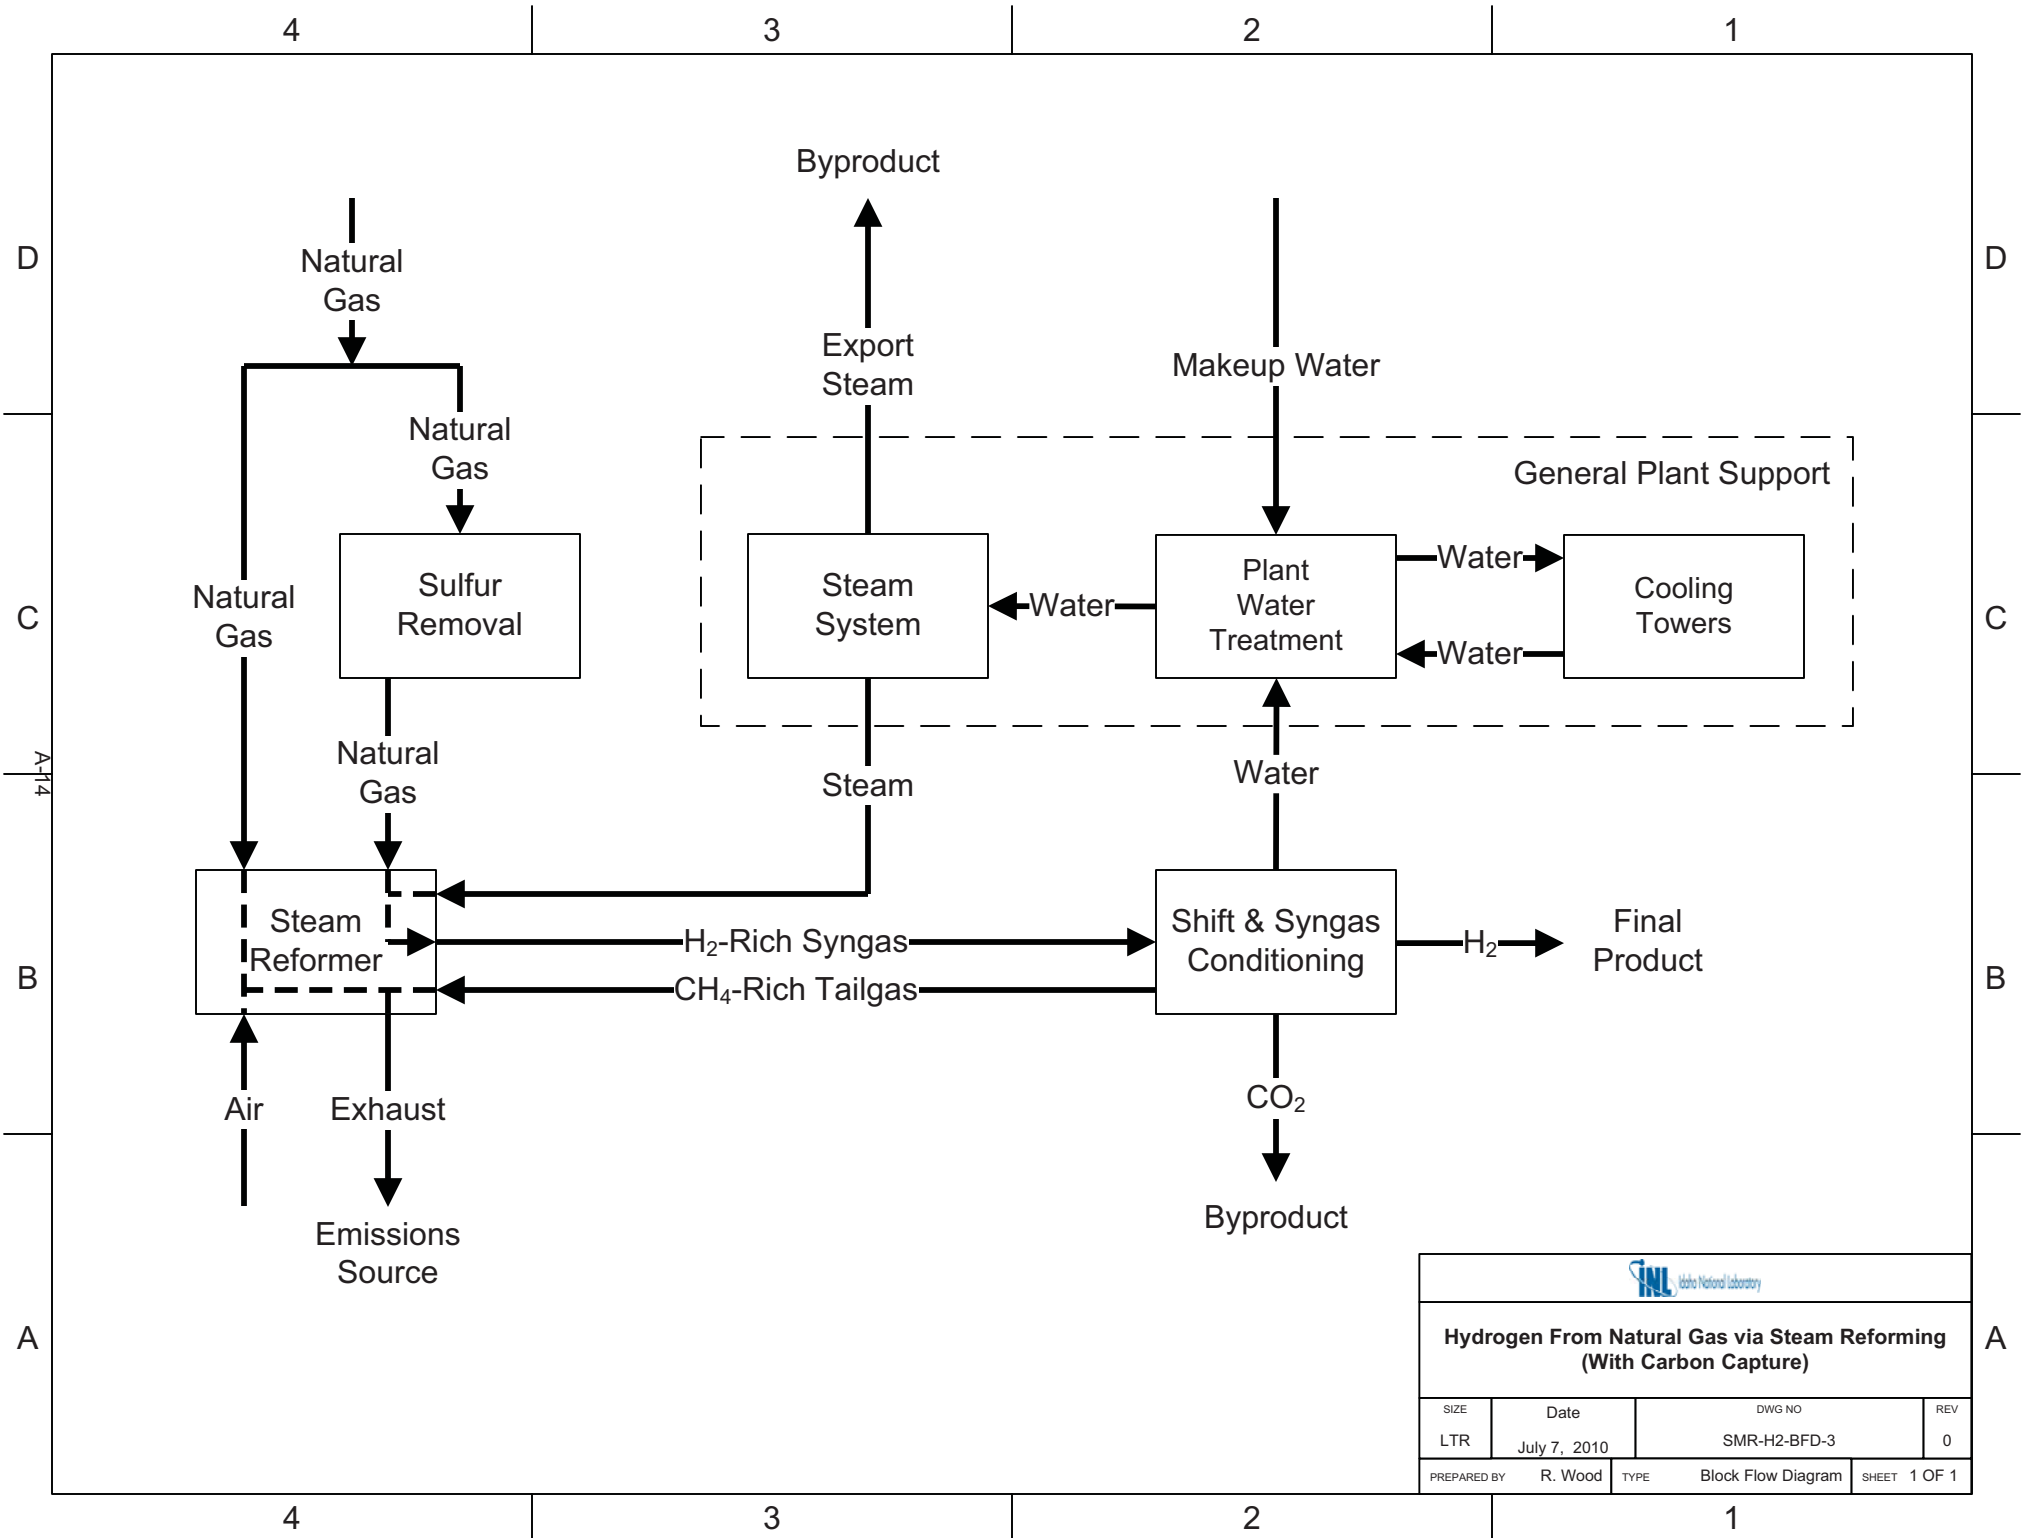 4
3
2
1
D
D
C
C
B
B
A
A
A-14
Byproduct
Natural
Gas
Export
Steam
Makeup Water
Natural
Gas
General Plant Support
Natural
Gas
Sulfur
Removal
Steam
System
Water
Plant
Water
Treatment
Water
Water
Cooling
Towers
Natural
Gas
Steam
Water
Steam
Reformer
H₂-Rich Syngas
CH₄-Rich Tailgas
Shift & Syngas
Conditioning
H₂
Final
Product
Air
Exhaust
CO₂
Emissions
Source
Byproduct
INL Idaho National Laboratory
Hydrogen From Natural Gas via Steam Reforming
(With Carbon Capture)
SIZE
LTR
Date
July 7, 2010
DWG NO
SMR-H2-BFD-3
REV
0
PREPARED BY R. Wood
TYPE Block Flow Diagram
SHEET 1 OF 1
4
3
2
1